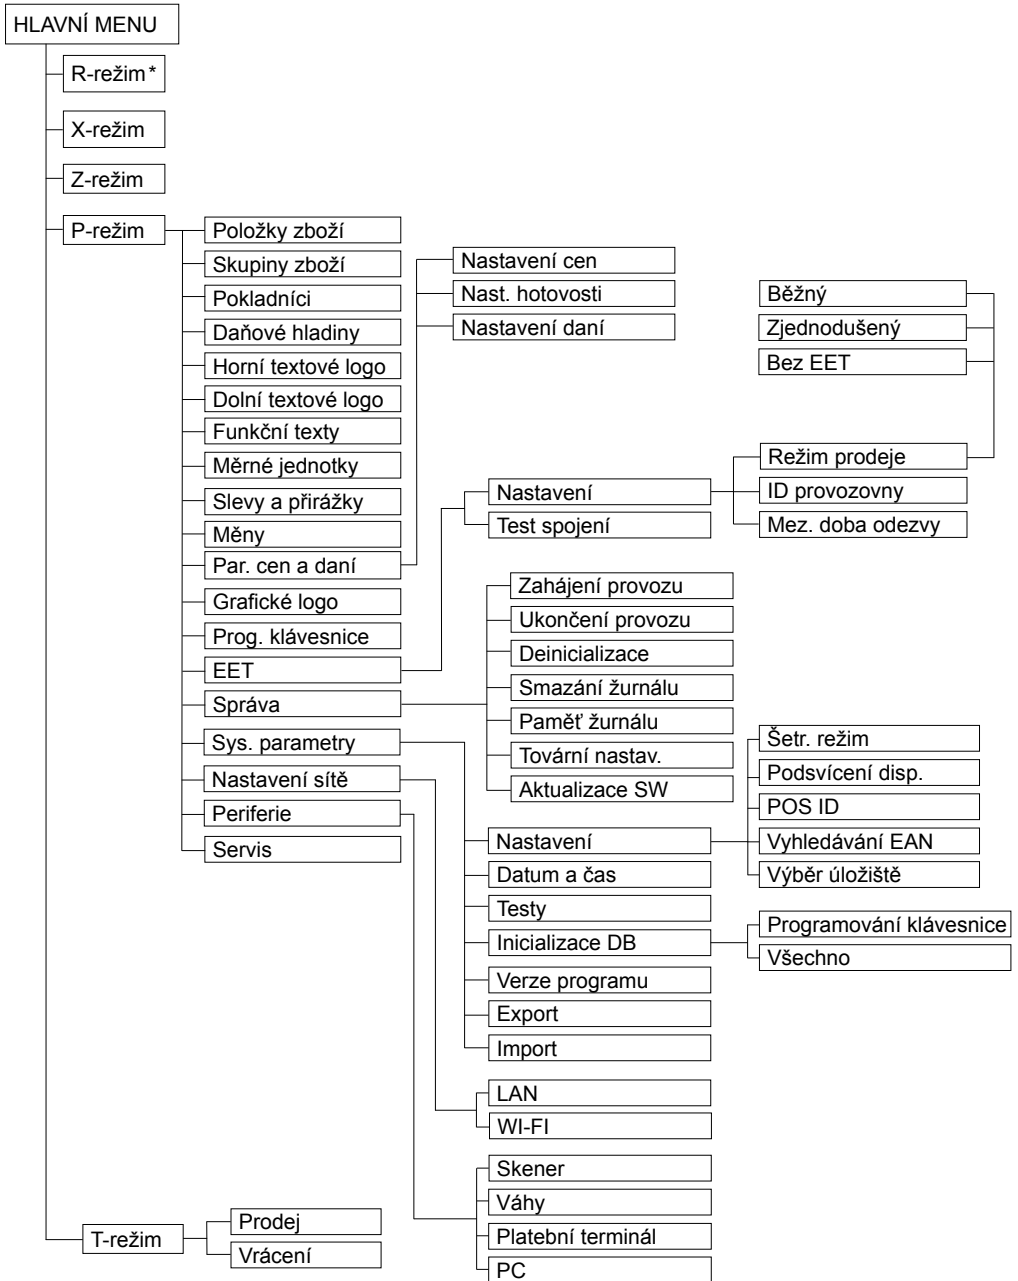 HLAVNÍ MENU
R-režim*
X-režim
Z-režim
P-režim
Položky zboží
Skupiny zboží
Pokladníci
Daňové hladiny
Horní textové logo
Dolní textové logo
Funkční texty
Měrné jednotky
Slevy a přirážky
Měny
Par. cen a daní
Grafické logo
Prog. klávesnice
EET
Správa
Sys. parametry
Nastavení sítě
Periferie
Servis
Nastavení cen
Nast. hotovosti
Nastavení daní
Nastavení
Test spojení
Běžný
Zjednodušený
Bez EET
Režim prodeje
ID provozovny
Mez. doba odezvy
Zahájení provozu
Ukončení provozu
Deinicializace
Smazání žurnálu
Paměť žurnálu
Tovární nastav.
Aktualizace SW
Nastavení
Datum a čas
Testy
Inicializace DB
Verze programu
Export
Import
Šetr. režim
Podsvícení disp.
POS ID
Vyhledávání EAN
Výběr úložiště
Programování klávesnice
Všechno
LAN
WI-FI
Skener
Váhy
Platební terminál
PC
T-režim
Prodej
Vrácení